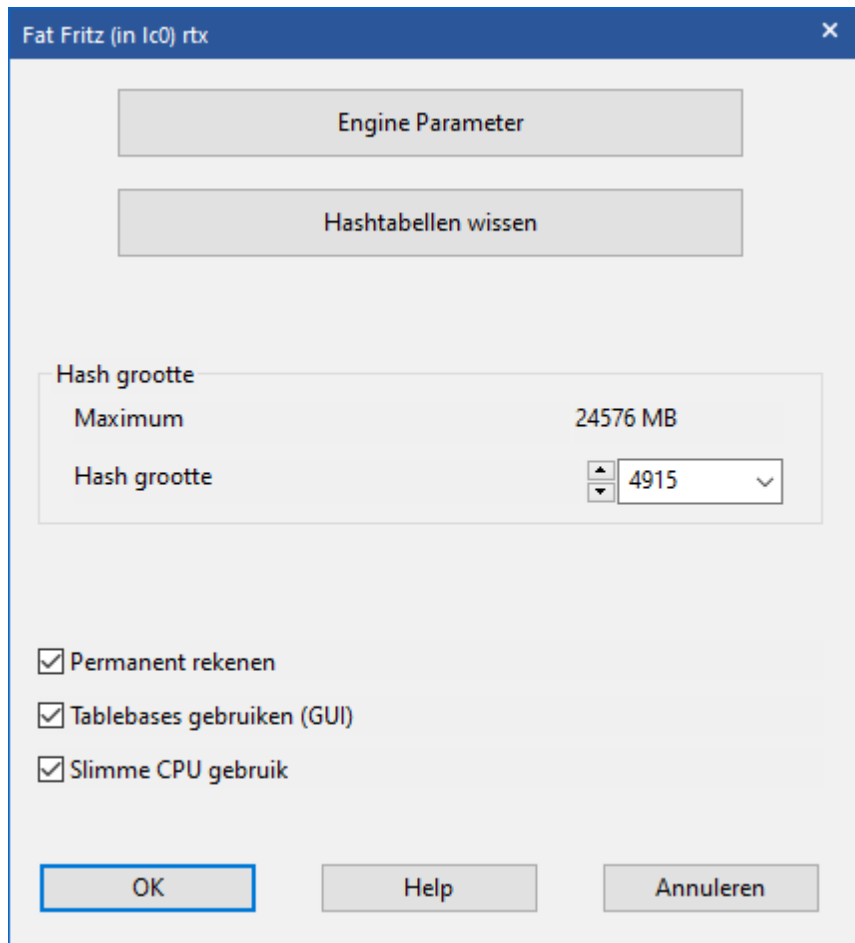 Fat Fritz (in lc0) rtx
Engine Parameter
Hashtabellen wissen
Hash grootte
Maximum 24576 MB
Hash grootte 4915
Permanent rekenen
Tablebases gebruiken (GUI)
Slimme CPU gebruik
OK Help Annuleren